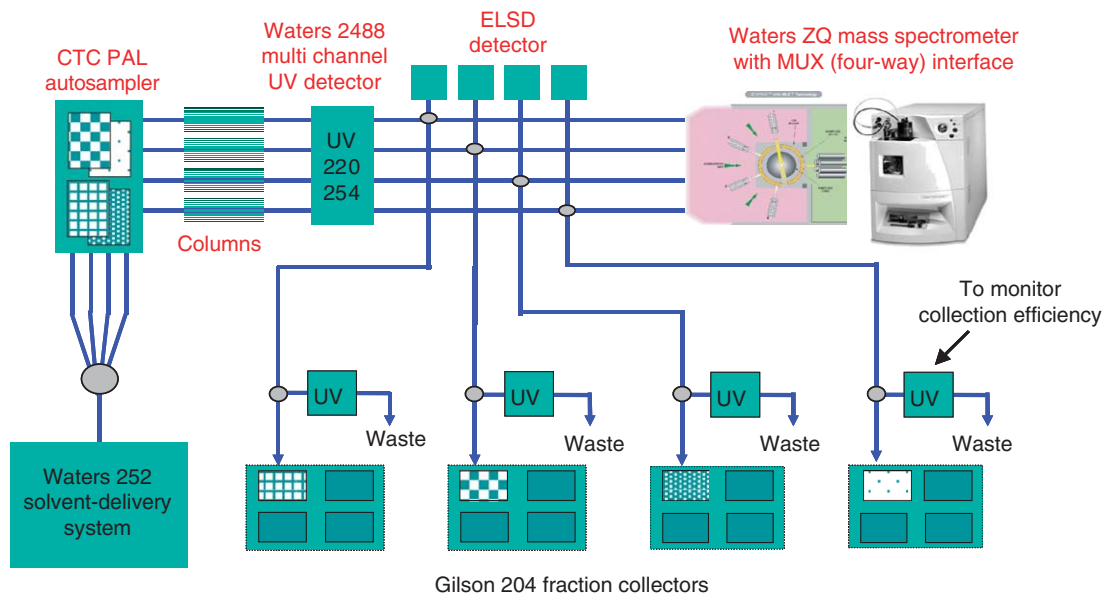 CTC PAL
autosampler
Waters 2488
multi channel
UV detector
ELSD
detector
Waters ZQ mass spectrometer
with MUX (four-way) interface
UV
220
254
Columns
To monitor
collection efficiency
UV
UV
UV
UV
Waste
Waste
Waste
Waste
Waters 252
solvent-delivery
system
Gilson 204 fraction collectors